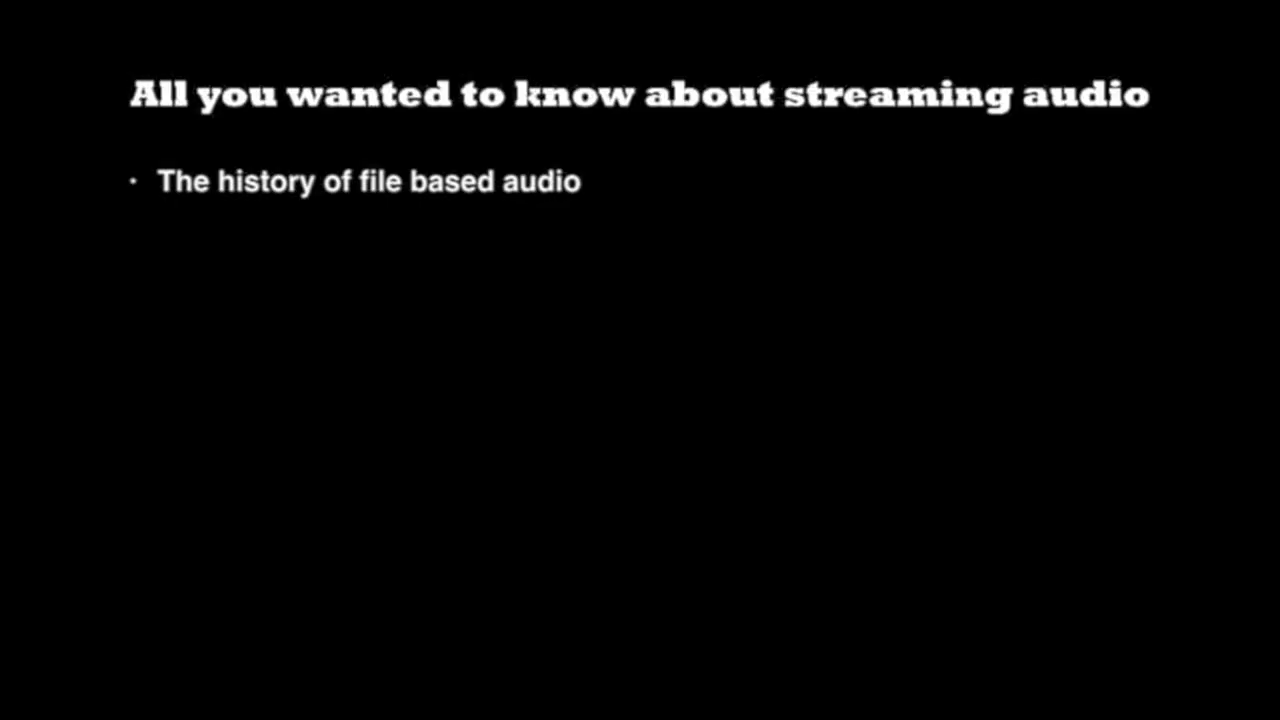 All you wanted to know about streaming audio
• The history of file based audio